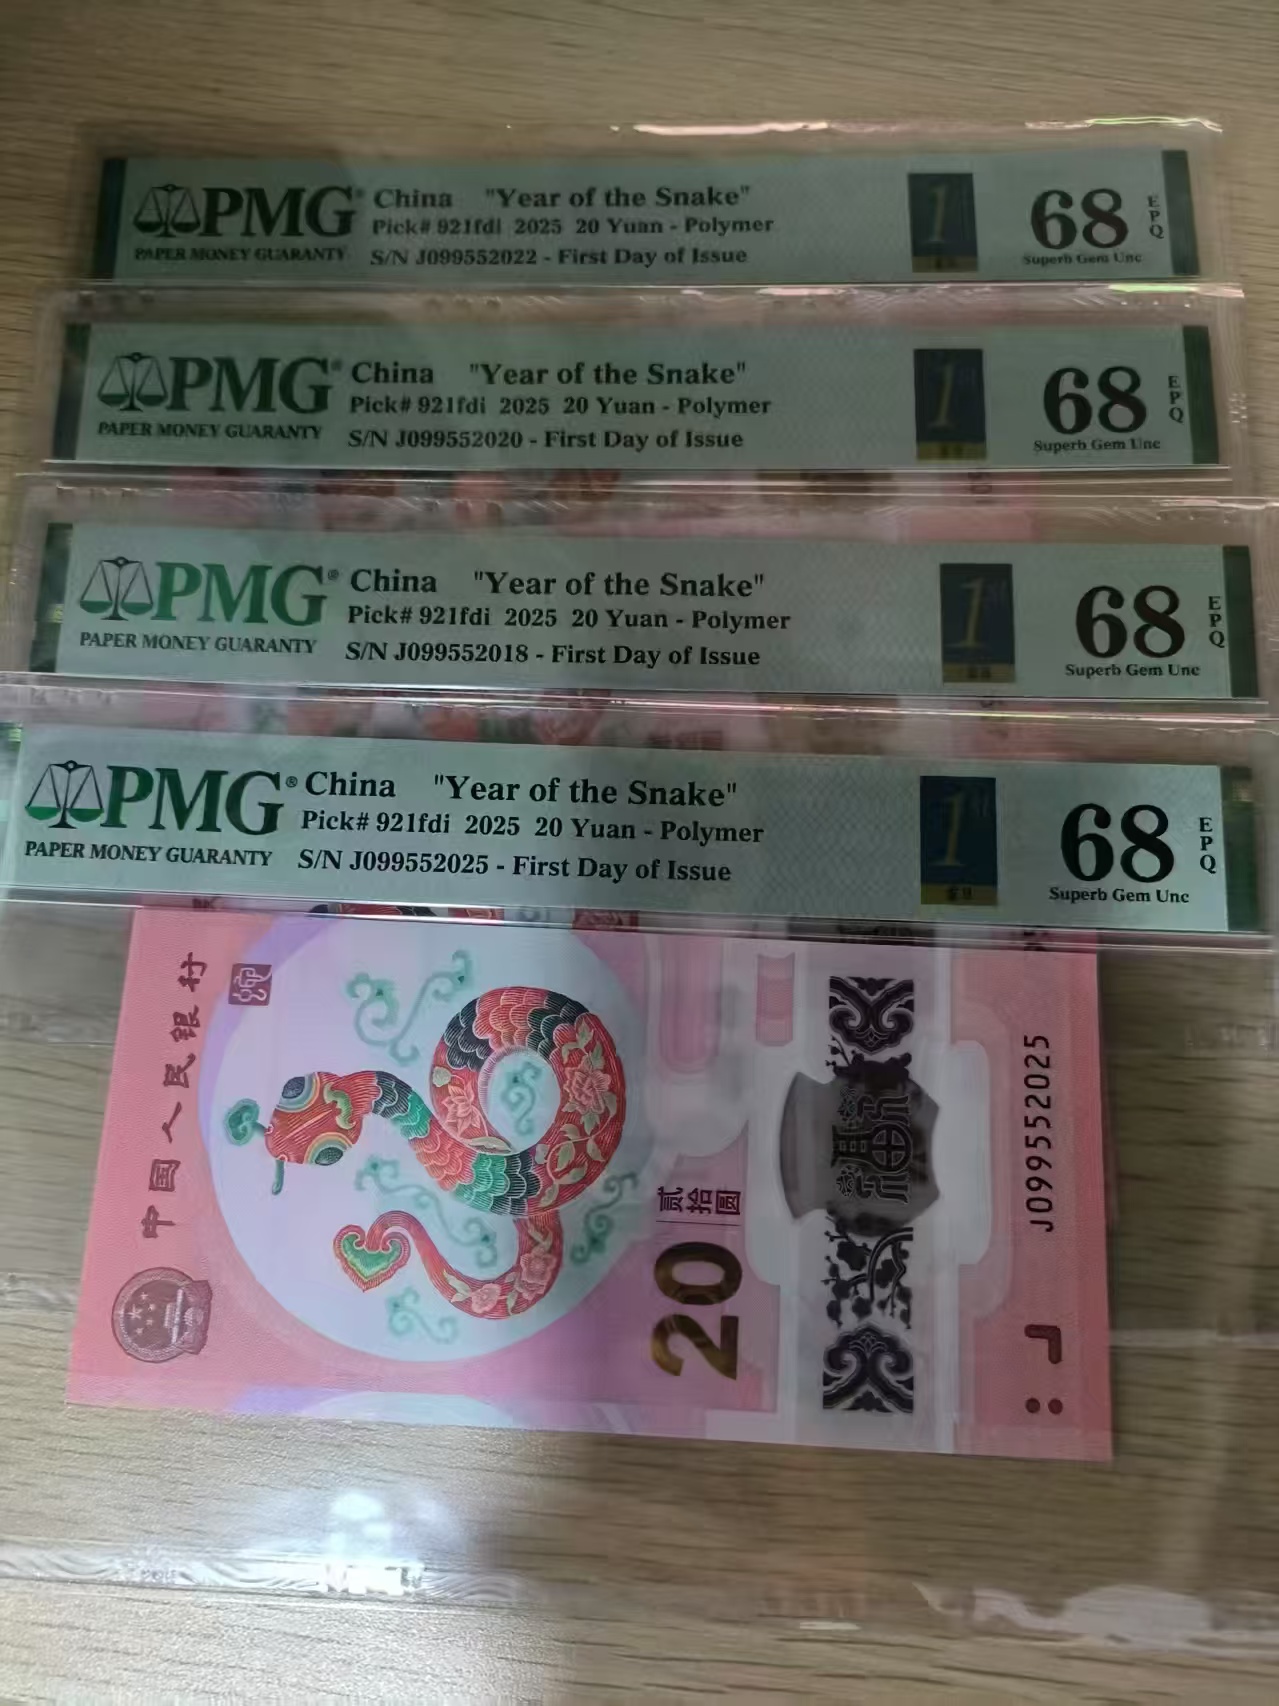 PMG® China "Year of the Snake"
Pick# 921fdi 2025 20 Yuan - Polymer
PAPER MONEY GUARANTY
S/N J099552022 - First Day of Issue
1
68
EPQ
Superb Gem Unc
PMG® China "Year of the Snake"
Pick# 921fdi 2025 20 Yuan - Polymer
PAPER MONEY GUARANTY
S/N J099552020 - First Day of Issue
1
68
EPQ
Superb Gem Unc
PMG® China "Year of the Snake"
Pick# 921fdi 2025 20 Yuan - Polymer
PAPER MONEY GUARANTY
S/N J099552018 - First Day of Issue
1st
68
EPQ
Superb Gem Unc
PMG® China "Year of the Snake"
Pick# 921fdi 2025 20 Yuan - Polymer
PAPER MONEY GUARANTY
S/N J099552025 - First Day of Issue
1st
68
EPQ
Superb Gem Unc
中国人民银行
20
贰拾圆
J099552025